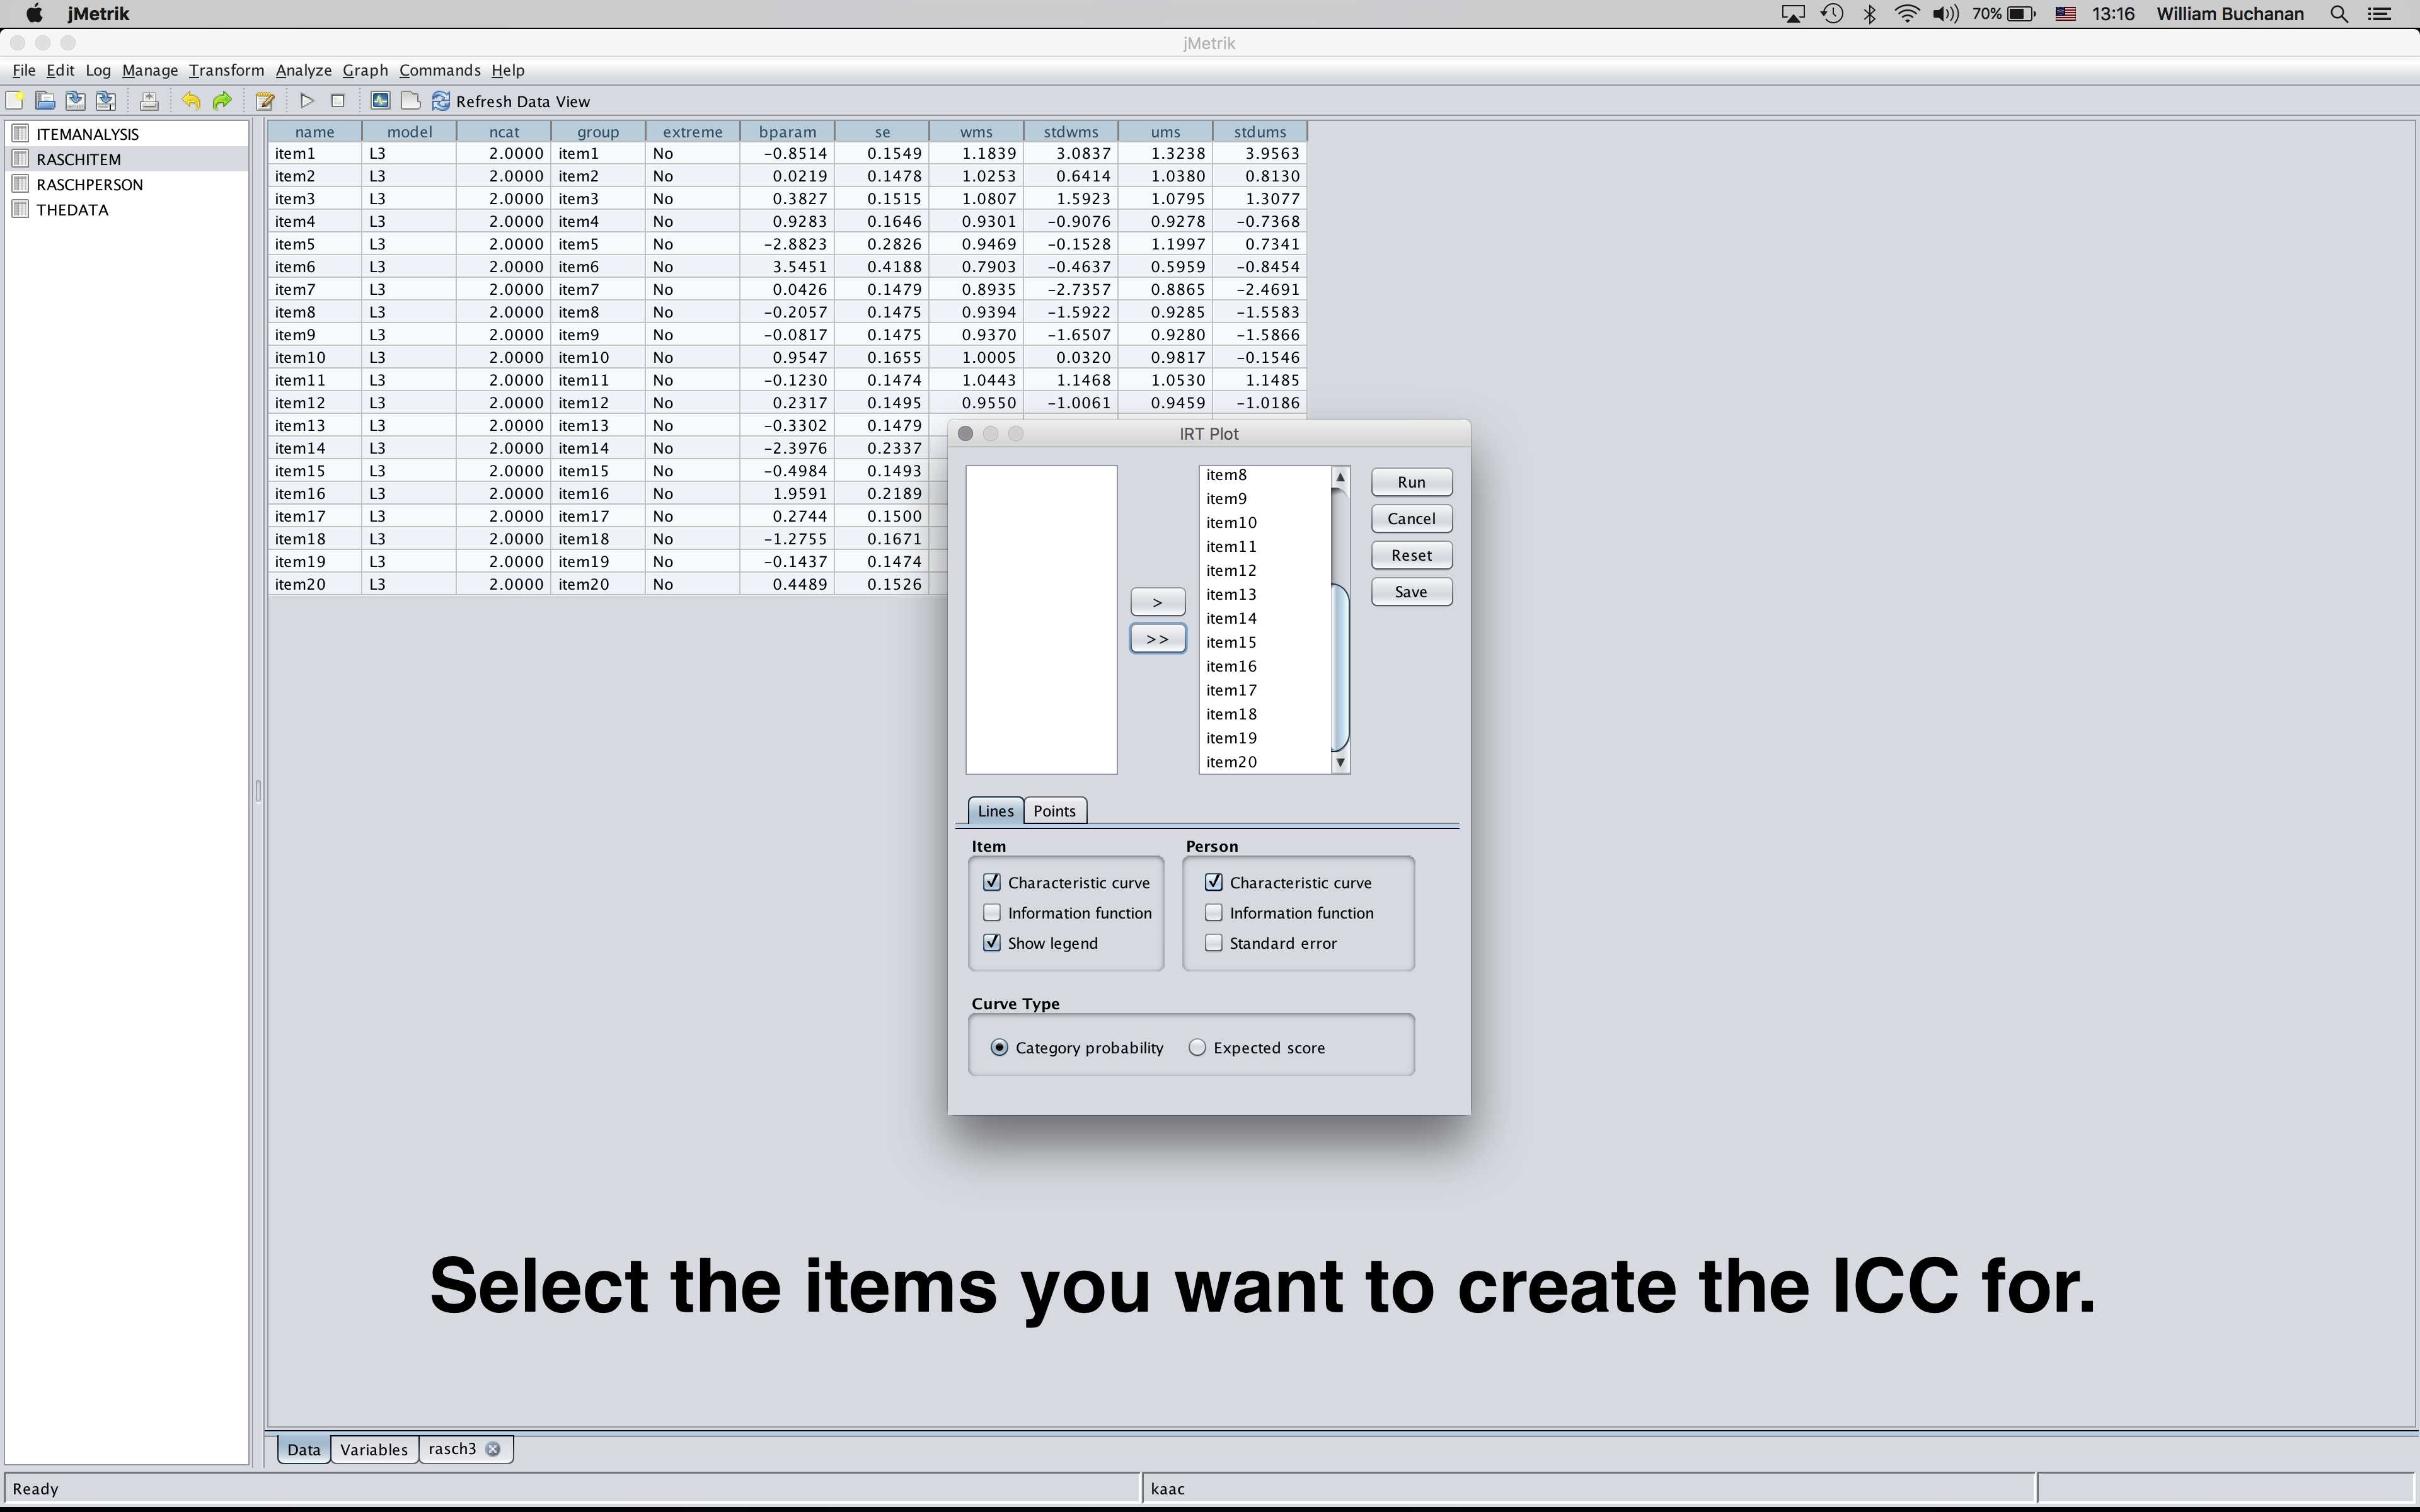 jMetrik
70%
13:16
William Buchanan
jMetrik
File Edit Log Manage Transform Analyze Graph Commands Help
Refresh Data View
ITEMANALYSIS
RASCHITEM
RASCHPERSON
THEDATA
name model ncat group extreme bparam se wms stdwms ums stdums
item1 L3 2.0000 item1 No −0.8514 0.1549 1.1839 3.0837 1.3238 3.9563
item2 L3 2.0000 item2 No 0.0219 0.1478 1.0253 0.6414 1.0380 0.8130
item3 L3 2.0000 item3 No 0.3827 0.1515 1.0807 1.5923 1.0795 1.3077
item4 L3 2.0000 item4 No 0.9283 0.1646 0.9301 −0.9076 0.9278 −0.7368
item5 L3 2.0000 item5 No −2.8823 0.2826 0.9469 −0.1528 1.1997 0.7341
item6 L3 2.0000 item6 No 3.5451 0.4188 0.7903 −0.4637 0.5959 −0.8454
item7 L3 2.0000 item7 No 0.0426 0.1479 0.8935 −2.7357 0.8865 −2.4691
item8 L3 2.0000 item8 No −0.2057 0.1475 0.9394 −1.5922 0.9285 −1.5583
item9 L3 2.0000 item9 No −0.0817 0.1475 0.9370 −1.6507 0.9280 −1.5866
item10 L3 2.0000 item10 No 0.9547 0.1655 1.0005 0.0320 0.9817 −0.1546
item11 L3 2.0000 item11 No −0.1230 0.1474 1.0443 1.1468 1.0530 1.1485
item12 L3 2.0000 item12 No 0.2317 0.1495 0.9550 −1.0061 0.9459 −1.0186
item13 L3 2.0000 item13 No −0.3302 0.1479
item14 L3 2.0000 item14 No −2.3976 0.2337
item15 L3 2.0000 item15 No −0.4984 0.1493
item16 L3 2.0000 item16 No 1.9591 0.2189
item17 L3 2.0000 item17 No 0.2744 0.1500
item18 L3 2.0000 item18 No −1.2755 0.1671
item19 L3 2.0000 item19 No −0.1437 0.1474
item20 L3 2.0000 item20 No 0.4489 0.1526
IRT Plot
item8
item9
item10
item11
item12
item13
item14
item15
item16
item17
item18
item19
item20
>
>>
Run
Cancel
Reset
Save
Lines Points
Item Person
Characteristic curve Characteristic curve
Information function Information function
Show legend Standard error
Curve Type
Category probability Expected score
Select the items you want to create the ICC for.
Data Variables rasch3
Ready kaac